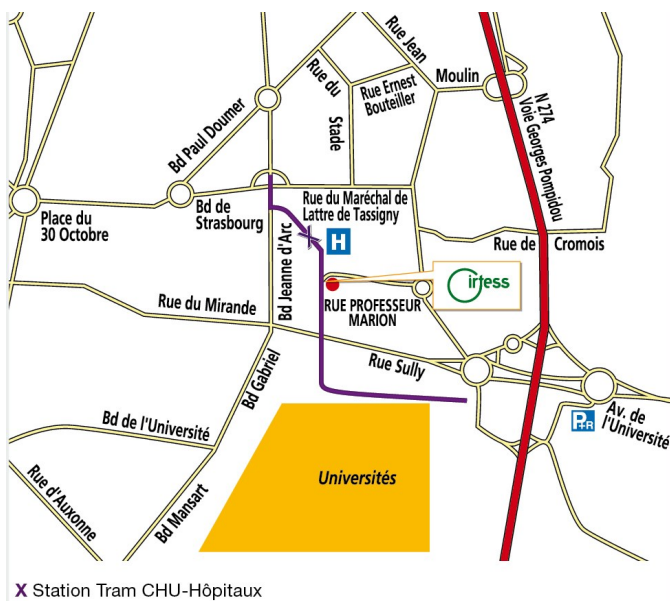 Rue Jean
Moulin
Rue du
Stade
Rue Ernest
Bouteiller
N 274
Voie Georges Pompidou
Bd Paul Doumer
Place du
30 Octobre
Bd de
Strasbourg
Rue du Maréchal de
Lattre de Tassigny
H
Rue de Cromois
Bd Jeanne d'Arc
irtess
Rue du Mirande
RUE PROFESSEUR
MARION
Rue Sully
Bd Gabriel
Bd de l'Université
P+R
Av. de
l'Université
Rue d'Auxonne
Bd Mansart
Universités
X Station Tram CHU-Hôpitaux